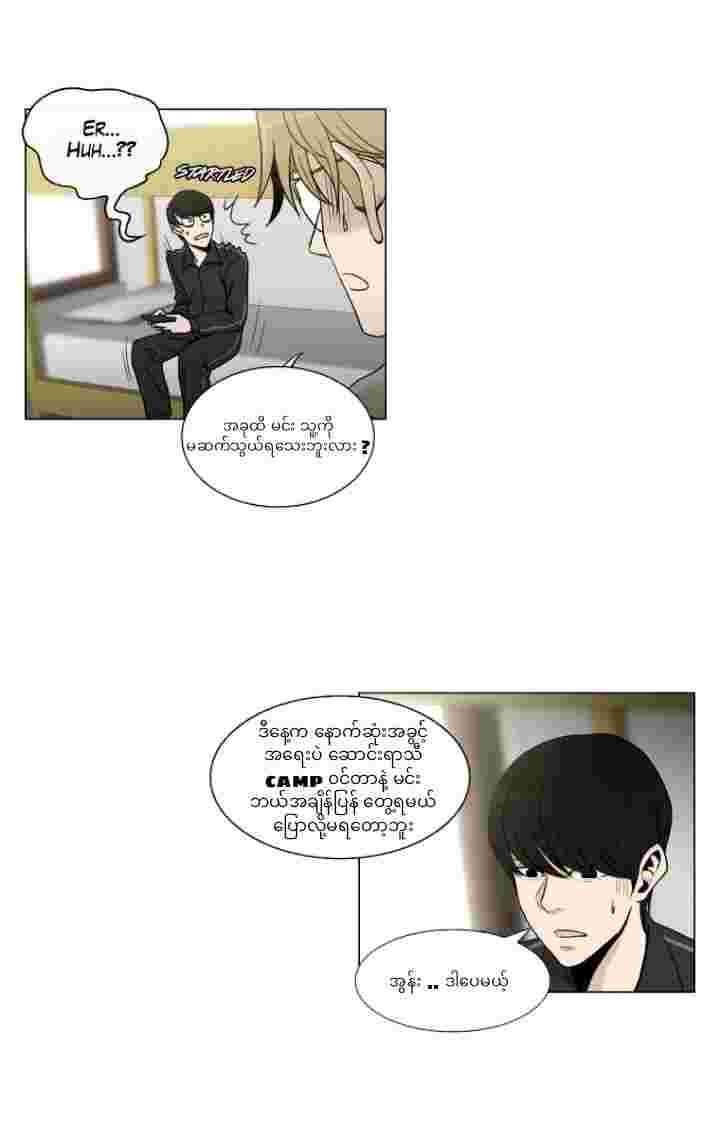 ER...
HUH...??
STARTLED
အခုထိ မင်း သူ့ကို
မဆက်သွယ်ရသေးဘူးလား ?
ဒီနေ့က နောက်ဆုံးအခွင့်
အရေးပဲ ဆောင်းရာသီ
CAMP ဝင်တာနဲ့ မင်း
ဘယ်အချိန်ပြန် တွေ့ရမယ်
ပြောလို့မရတော့ဘူး
အွန်း .. ဒါပေမယ့်